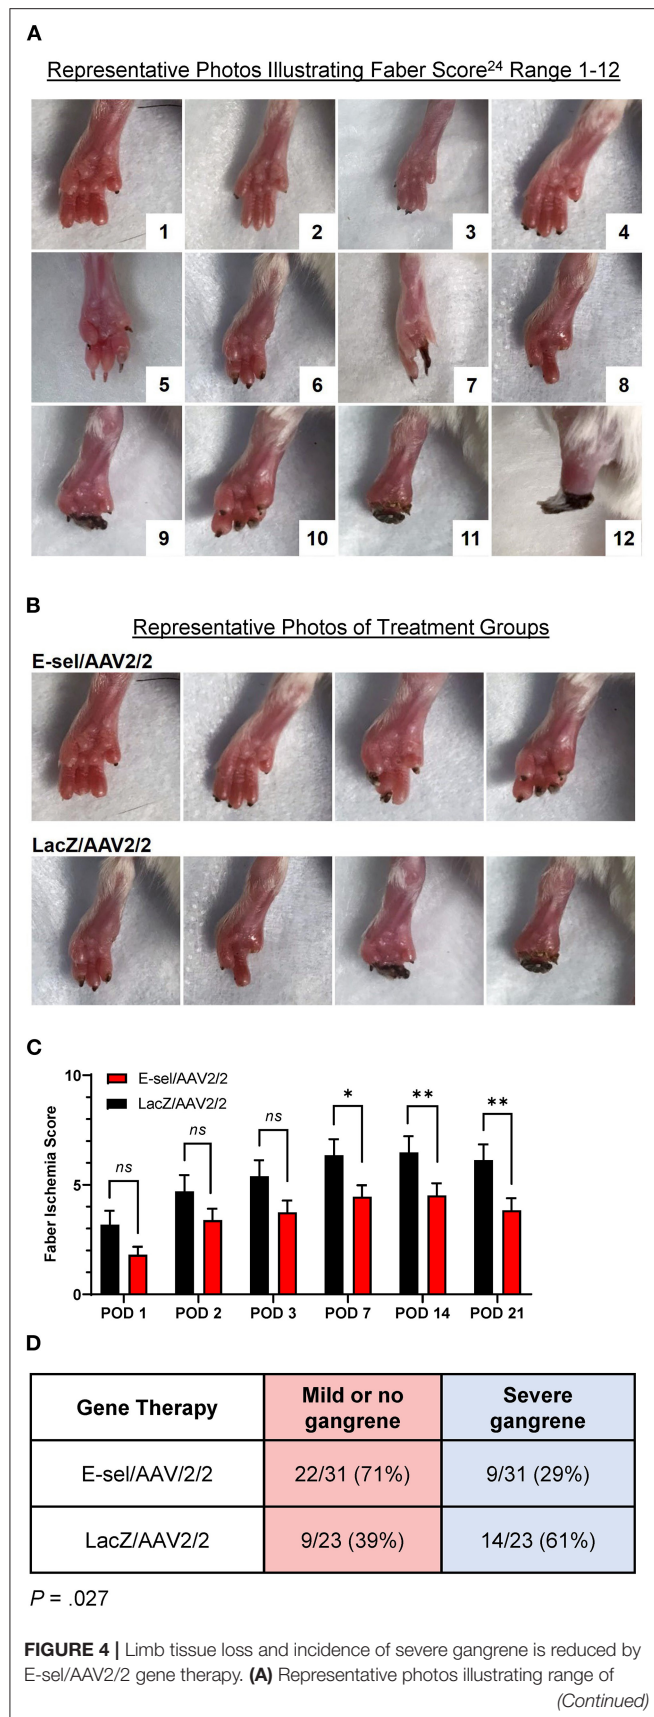 A
Representative Photos Illustrating Faber Score24 Range 1-12
1
2
3
4
5
6
7
8
9
10
11
12
B
Representative Photos of Treatment Groups
E-sel/AAV2/2
LacZ/AAV2/2
C
10
5
0
Faber Ischemia Score
E-sel/AAV2/2
LacZ/AAV2/2
ns
ns
ns
*
**
**
POD 1
POD 2
POD 3
POD 7
POD 14
POD 21
D
Gene Therapy
Mild or no gangrene
Severe gangrene
E-sel/AAV/2/2
22/31 (71%)
9/31 (29%)
LacZ/AAV2/2
9/23 (39%)
14/23 (61%)
P = .027
FIGURE 4 | Limb tissue loss and incidence of severe gangrene is reduced by
E-sel/AAV2/2 gene therapy. (A) Representative photos illustrating range of
(Continued)